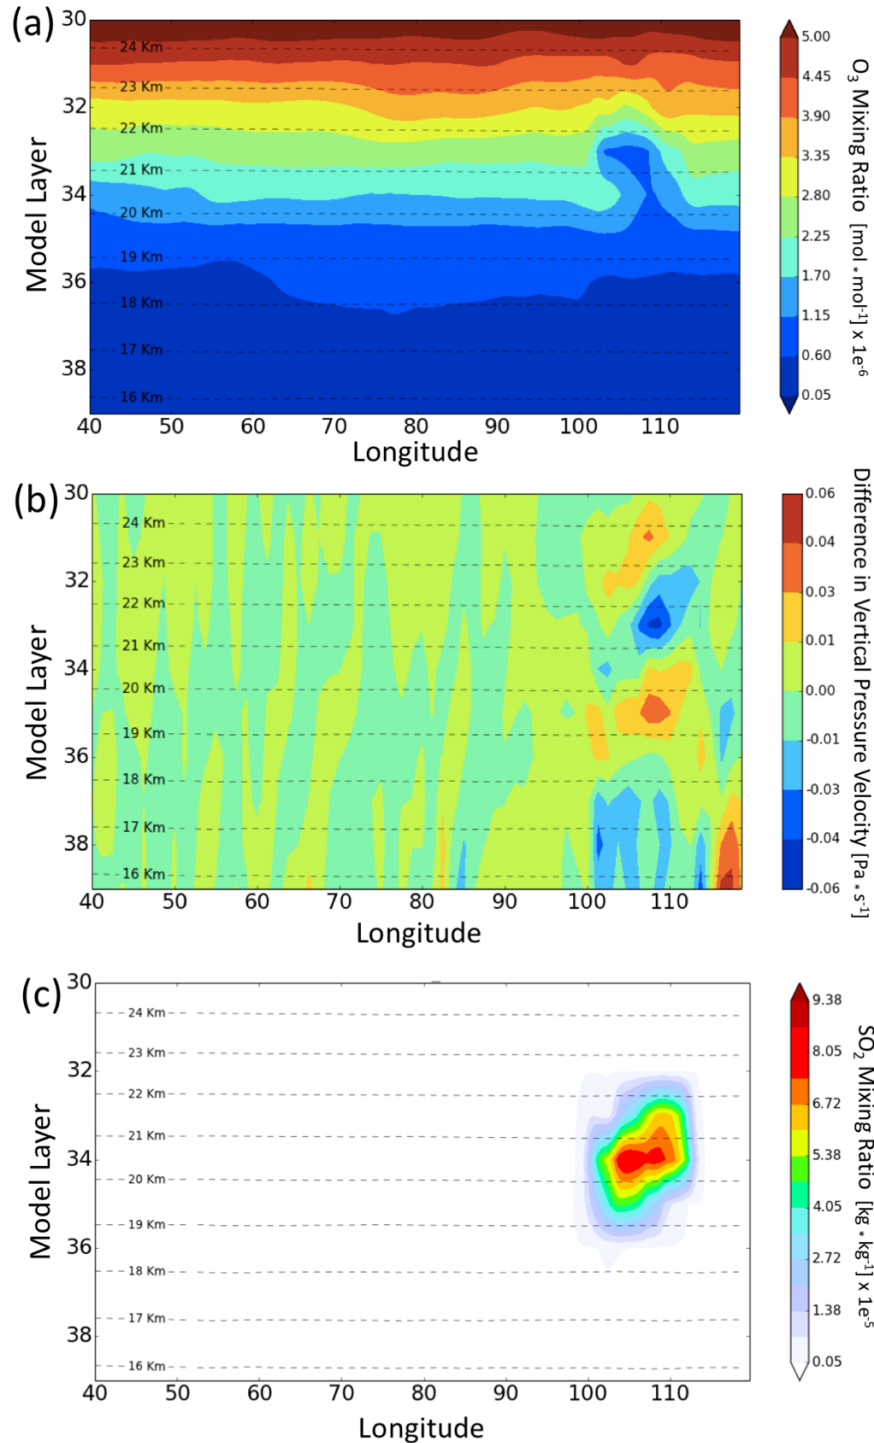 (a)
30
32
34
36
38
Model Layer
24 Km
23 Km
22 Km
21 Km
20 Km
19 Km
18 Km
17 Km
16 Km
40 50 60 70 80 90 100 110
Longitude
5.00
4.45
3.90
3.35
2.80
2.25
1.70
1.15
0.60
0.05
O3 Mixing Ratio [mol * mol-1] x 1e-6
(b)
30
32
34
36
38
Model Layer
24 Km
23 Km
22 Km
21 Km
20 Km
19 Km
18 Km
17 Km
16 Km
40 50 60 70 80 90 100 110
Longitude
0.06
0.04
0.03
0.01
0.00
-0.01
-0.03
-0.04
-0.06
Difference in Vertical Pressure Velocity [Pa * s-1]
(c)
30
32
34
36
38
Model Layer
24 Km
23 Km
22 Km
21 Km
20 Km
19 Km
18 Km
17 Km
16 Km
40 50 60 70 80 90 100 110
Longitude
9.38
8.05
6.72
5.38
4.05
2.72
1.38
0.05
SO2 Mixing Ratio [kg * kg-1] x 1e-5